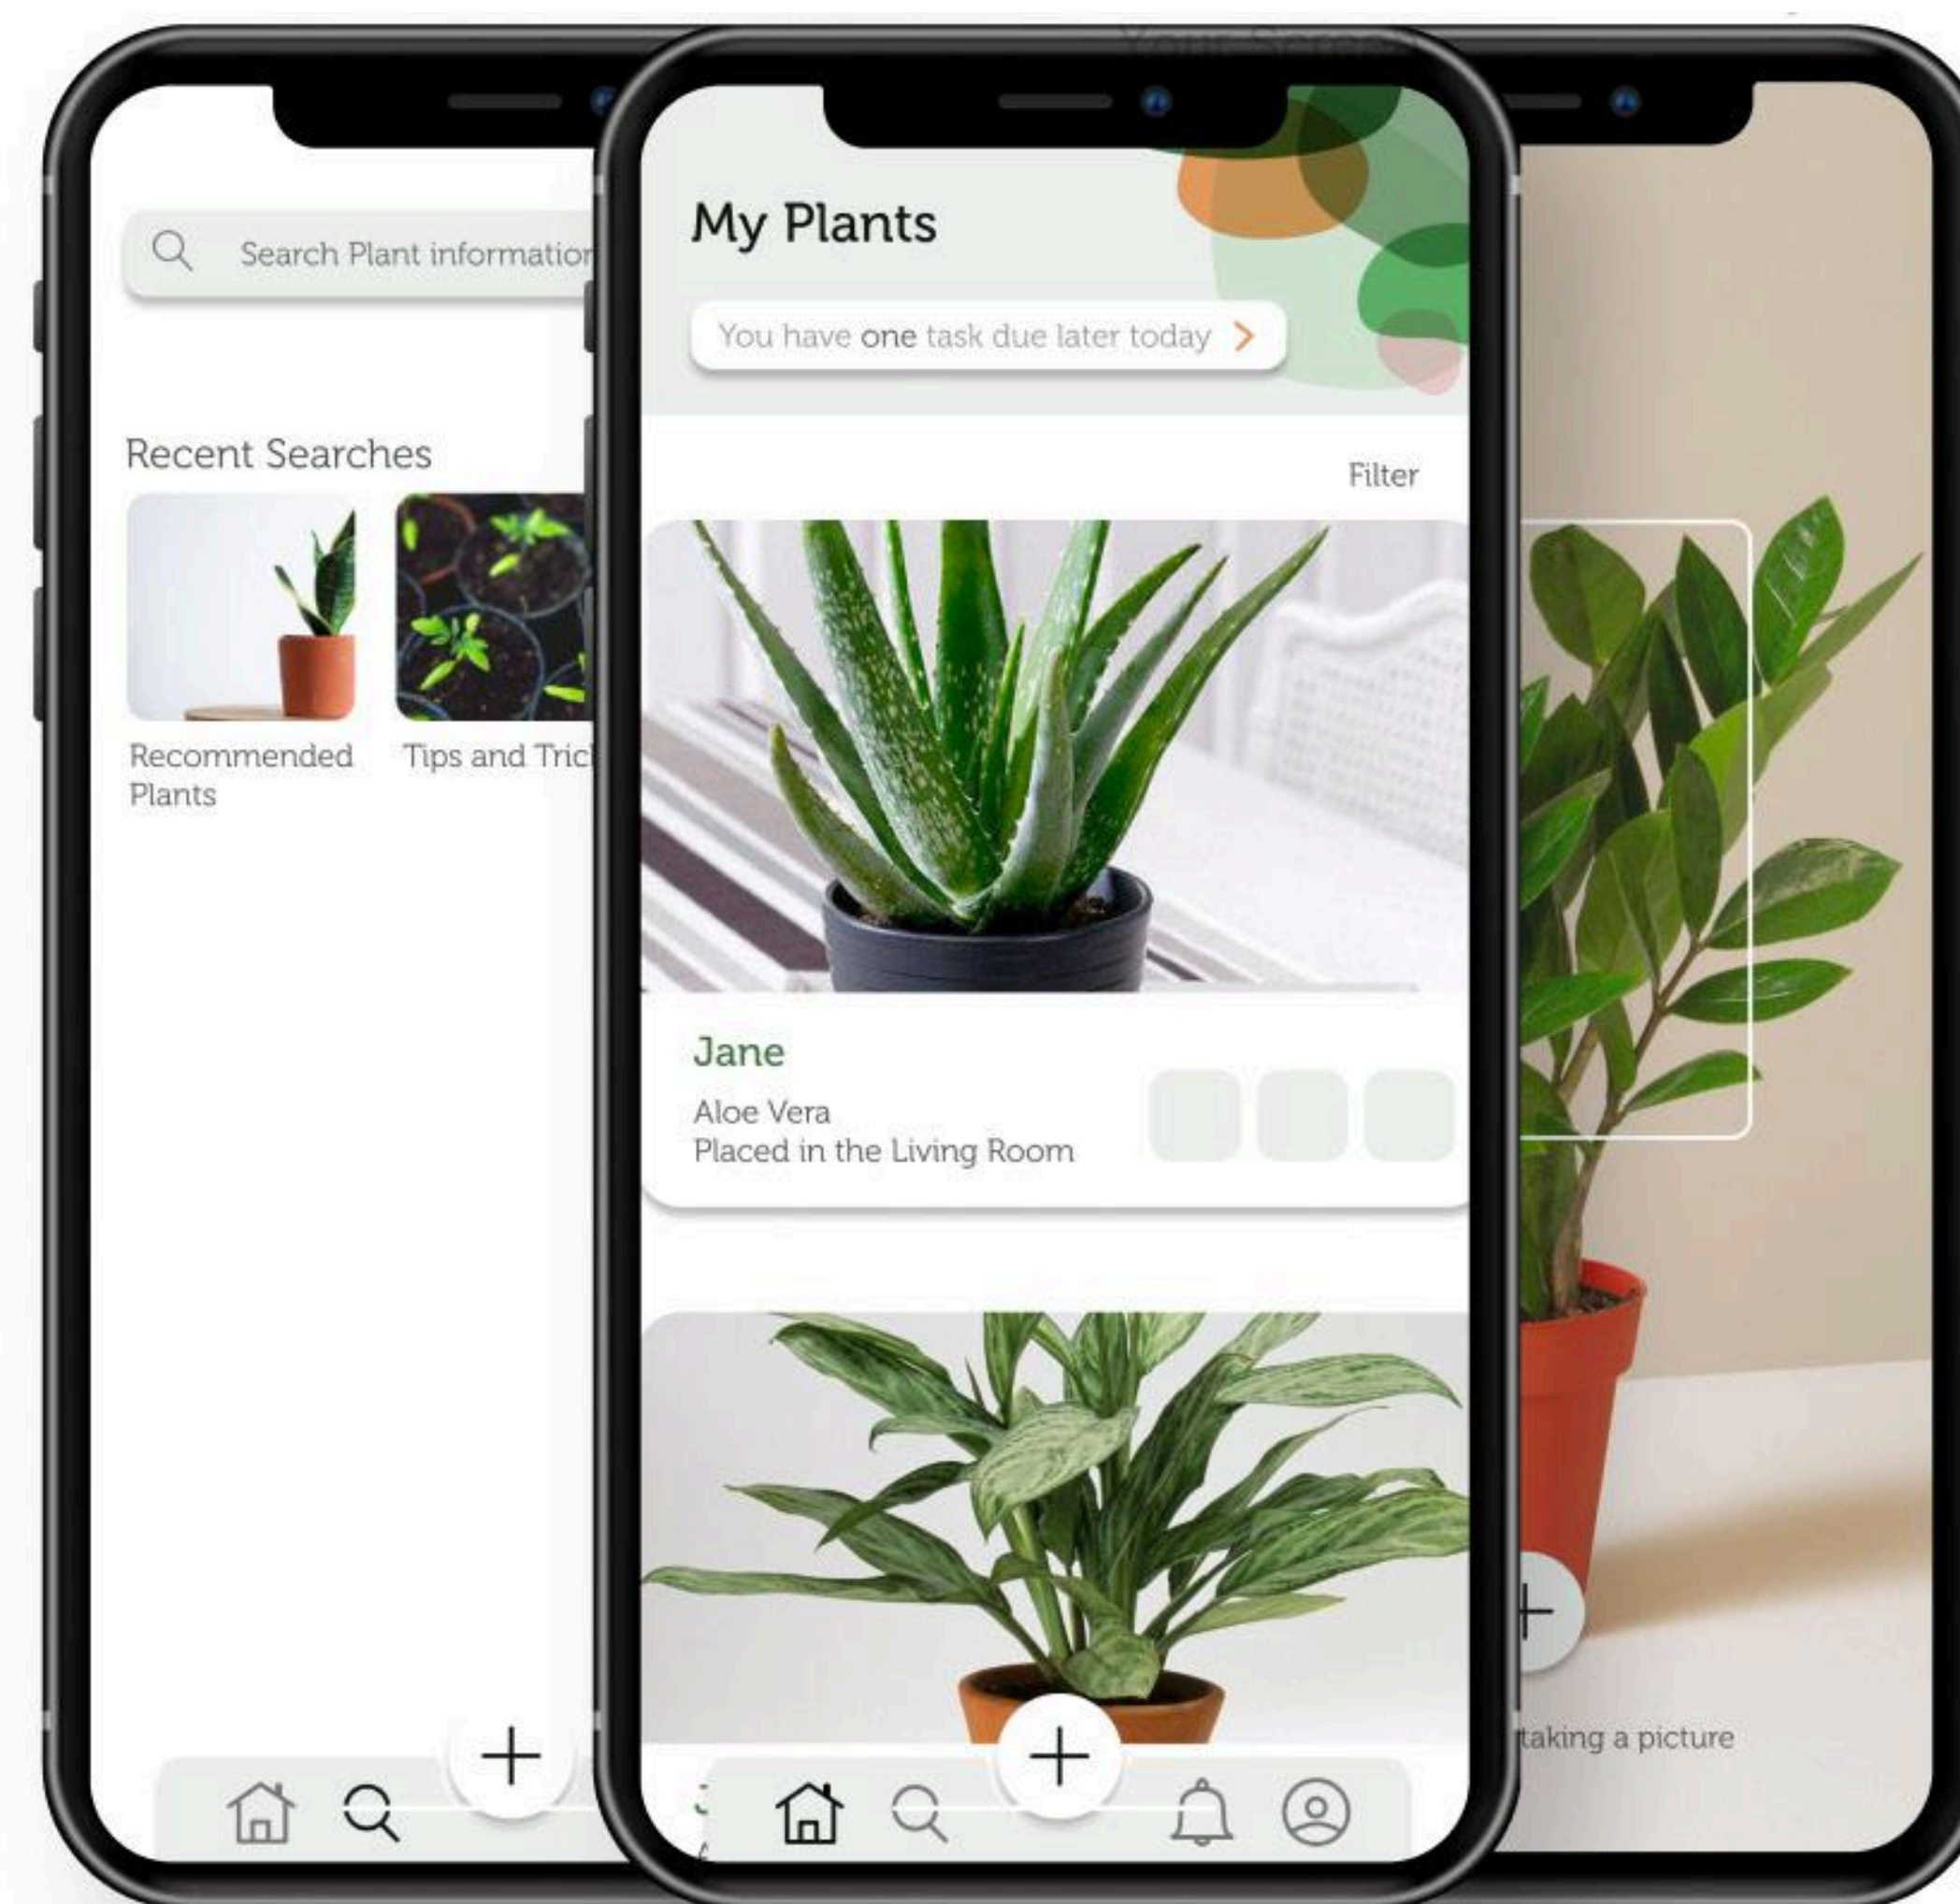 Search Plant information
Recent Searches
Recommended
Plants
Tips and Tric
My Plants
You have one task due later today
Filter
Jane
Aloe Vera
Placed in the Living Room
taking a picture